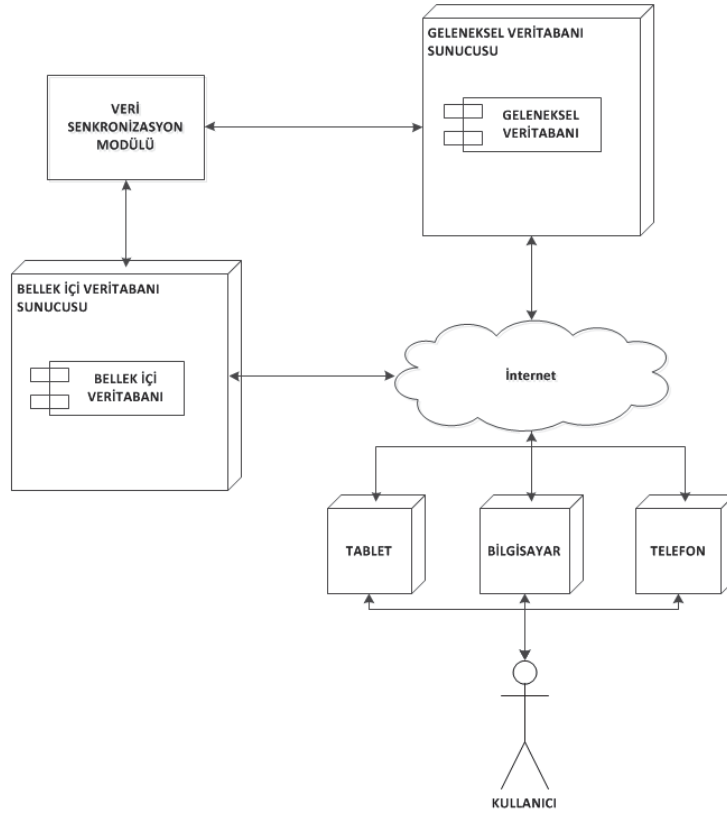 GELENEKSEL VERİTABANI
SUNUCUSU
GELENEKSEL
VERİTABANI
VERİ
SENKRONİZASYON
MODÜLÜ
BELLEK İÇİ VERİTABANI
SUNUCUSU
BELLEK İÇİ
VERİTABANI
İnternet
TABLET
BİLGİSAYAR
TELEFON
KULLANICI